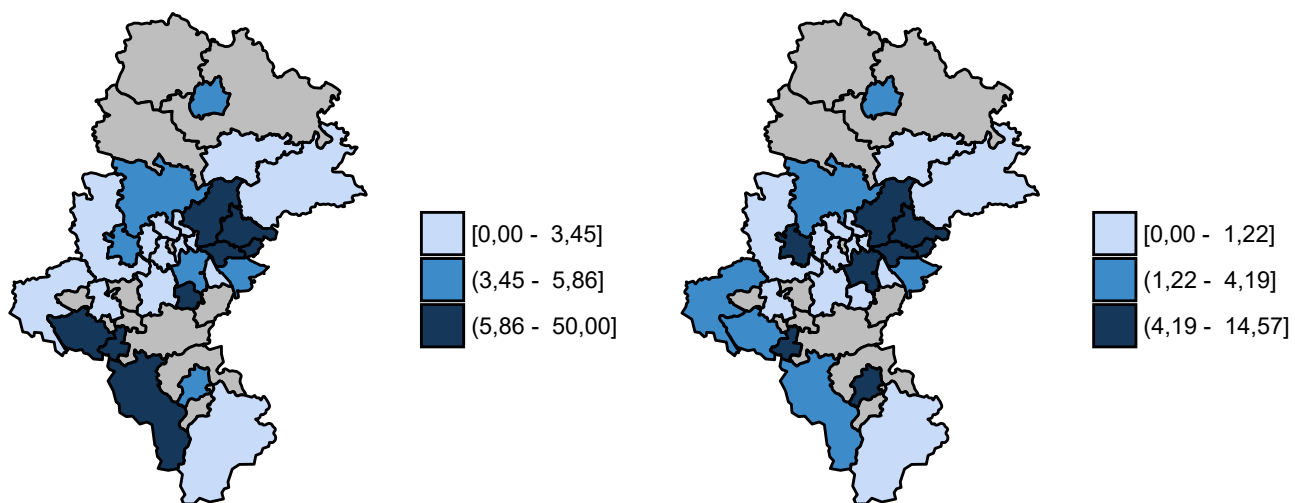 [0,00 - 3,45]
(3,45 - 5,86]
(5,86 - 50,00]
[0,00 - 1,22]
(1,22 - 4,19]
(4,19 - 14,57]